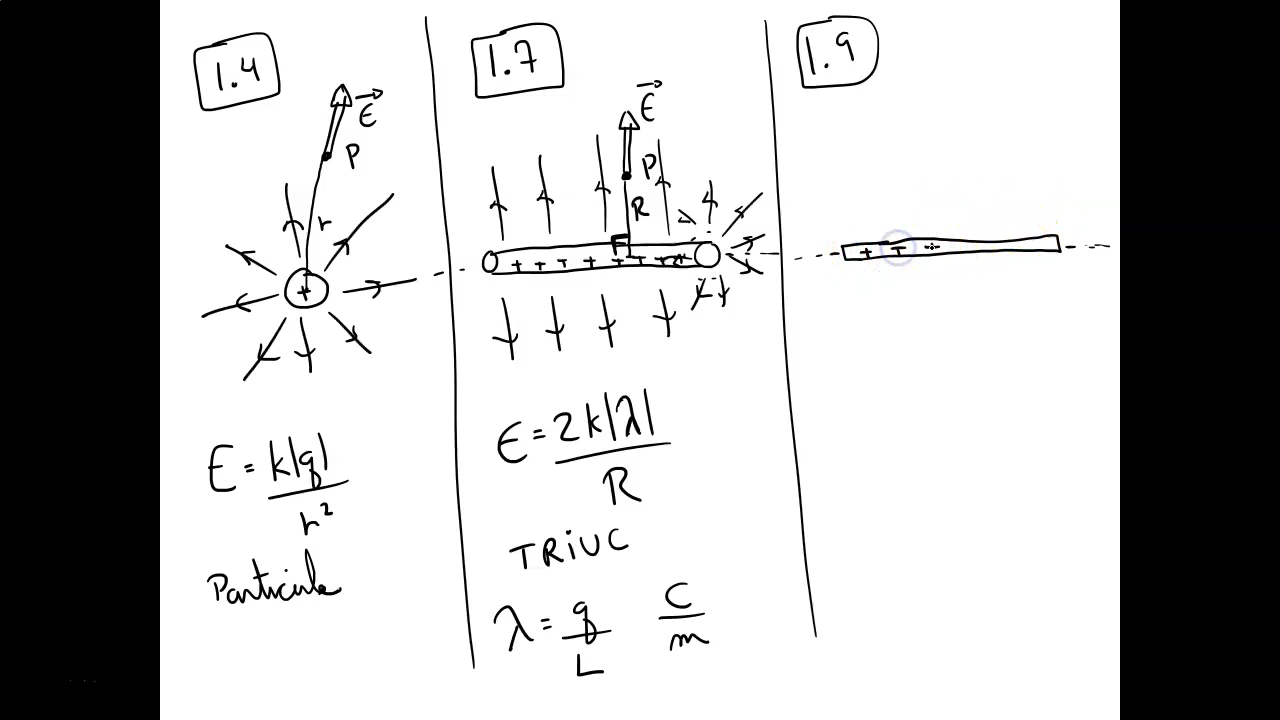 1.4
E⃗
P
r
+
E = k|q| / r²
Particule
1.7
E⃗
P
R
+ + + + + + +
E = 2k|λ| / R
TRiUC
λ = q / L C / m
1.9
+ + +